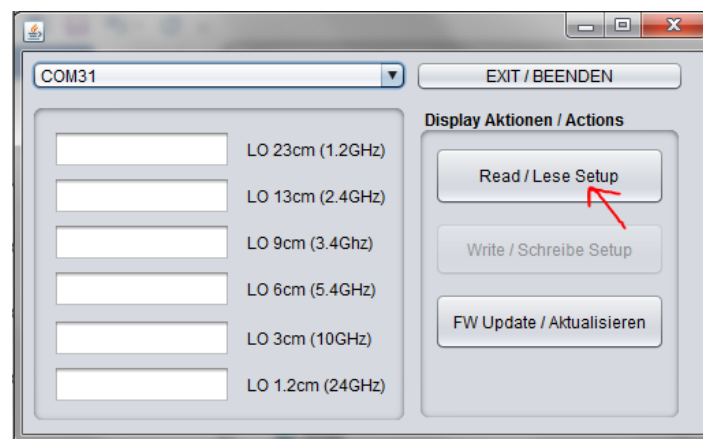 COM31
EXIT / BEENDEN
Display Aktionen / Actions
LO 23cm (1.2GHz)
LO 13cm (2.4GHz)
LO 9cm (3.4Ghz)
LO 6cm (5.4GHz)
LO 3cm (10GHz)
LO 1.2cm (24GHz)
Read / Lese Setup
Write / Schreibe Setup
FW Update / Aktualisieren